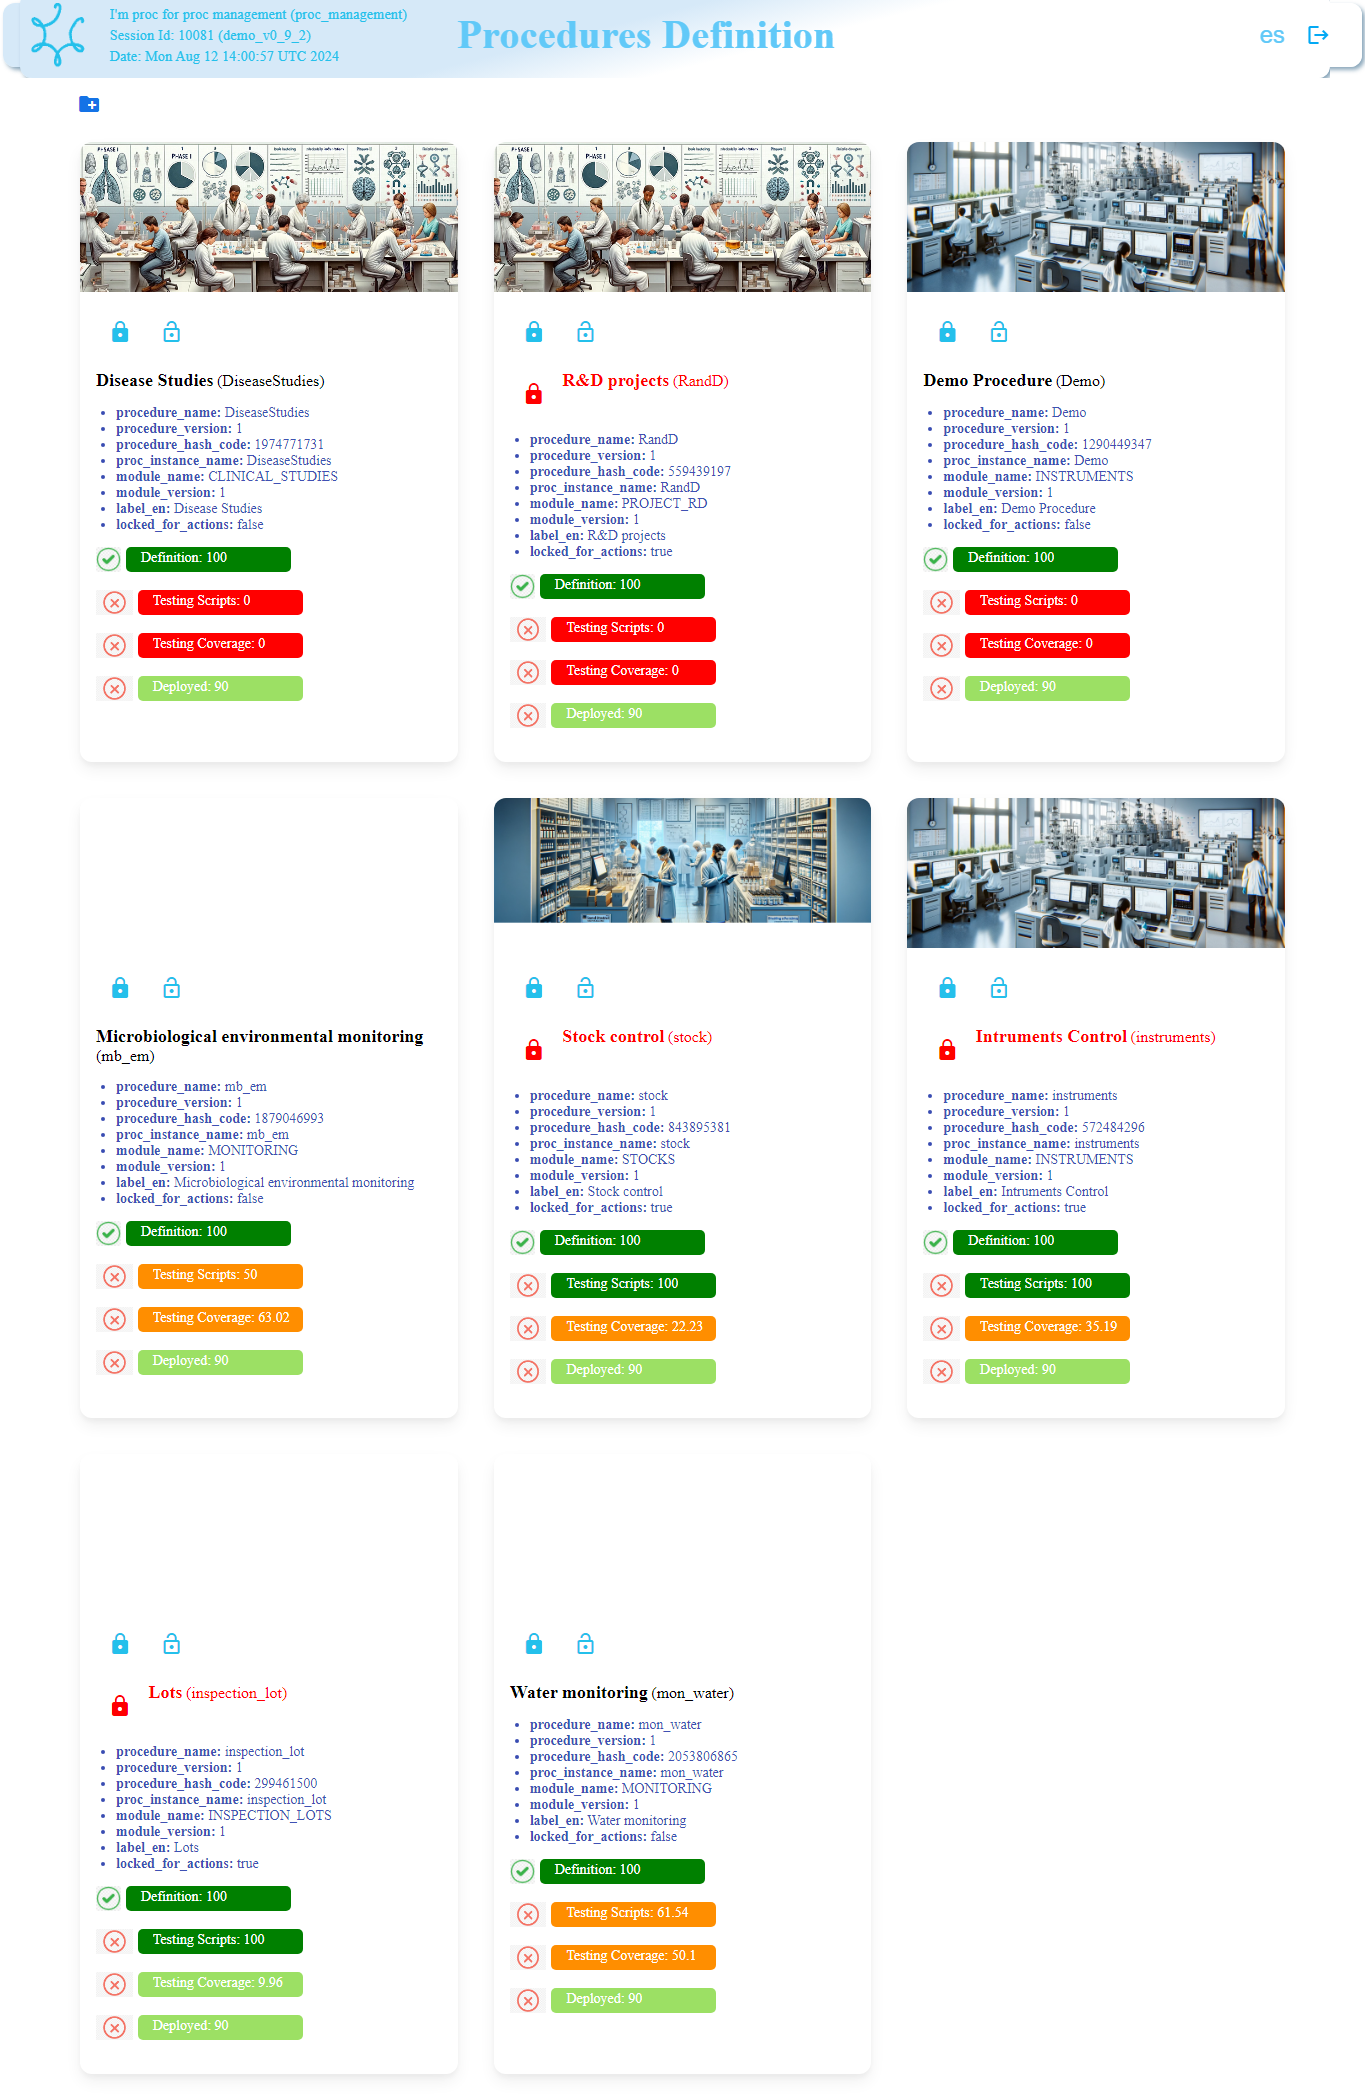 I'm proc for proc management (proc_management)
Session Id: 10081 (demo_v0_9_2)
Date: Mon Aug 12 14:00:57 UTC 2024
Procedures Definition
es
PHASE I
Disease Studies (DiseaseStudies)
procedure_name: DiseaseStudies
procedure_version: 1
procedure_hash_code: 1974771731
proc_instance_name: DiseaseStudies
module_name: CLINICAL_STUDIES
module_version: 1
label_en: Disease Studies
locked_for_actions: false
Definition: 100
Testing Scripts: 0
Testing Coverage: 0
Deployed: 90
PHASE I
R&D projects (RandD)
procedure_name: RandD
procedure_version: 1
procedure_hash_code: 559439197
proc_instance_name: RandD
module_name: PROJECT_RD
module_version: 1
label_en: R&D projects
locked_for_actions: true
Definition: 100
Testing Scripts: 0
Testing Coverage: 0
Deployed: 90
Demo Procedure (Demo)
procedure_name: Demo
procedure_version: 1
procedure_hash_code: 1290449347
proc_instance_name: Demo
module_name: INSTRUMENTS
module_version: 1
label_en: Demo Procedure
locked_for_actions: false
Definition: 100
Testing Scripts: 0
Testing Coverage: 0
Deployed: 90
Microbiological environmental monitoring
(mb_em)
procedure_name: mb_em
procedure_version: 1
procedure_hash_code: 1879046993
proc_instance_name: mb_em
module_name: MONITORING
module_version: 1
label_en: Microbiological environmental monitoring
locked_for_actions: false
Definition: 100
Testing Scripts: 50
Testing Coverage: 63.02
Deployed: 90
Stock control (stock)
procedure_name: stock
procedure_version: 1
procedure_hash_code: 843895381
proc_instance_name: stock
module_name: STOCKS
module_version: 1
label_en: Stock control
locked_for_actions: true
Definition: 100
Testing Scripts: 100
Testing Coverage: 22.23
Deployed: 90
Intruments Control (instruments)
procedure_name: instruments
procedure_version: 1
procedure_hash_code: 572484296
proc_instance_name: instruments
module_name: INSTRUMENTS
module_version: 1
label_en: Intruments Control
locked_for_actions: true
Definition: 100
Testing Scripts: 100
Testing Coverage: 35.19
Deployed: 90
Lots (inspection_lot)
procedure_name: inspection_lot
procedure_version: 1
procedure_hash_code: 299461500
proc_instance_name: inspection_lot
module_name: INSPECTION_LOTS
module_version: 1
label_en: Lots
locked_for_actions: true
Definition: 100
Testing Scripts: 100
Testing Coverage: 9.96
Deployed: 90
Water monitoring (mon_water)
procedure_name: mon_water
procedure_version: 1
procedure_hash_code: 2053806865
proc_instance_name: mon_water
module_name: MONITORING
module_version: 1
label_en: Water monitoring
locked_for_actions: false
Definition: 100
Testing Scripts: 61.54
Testing Coverage: 50.1
Deployed: 90